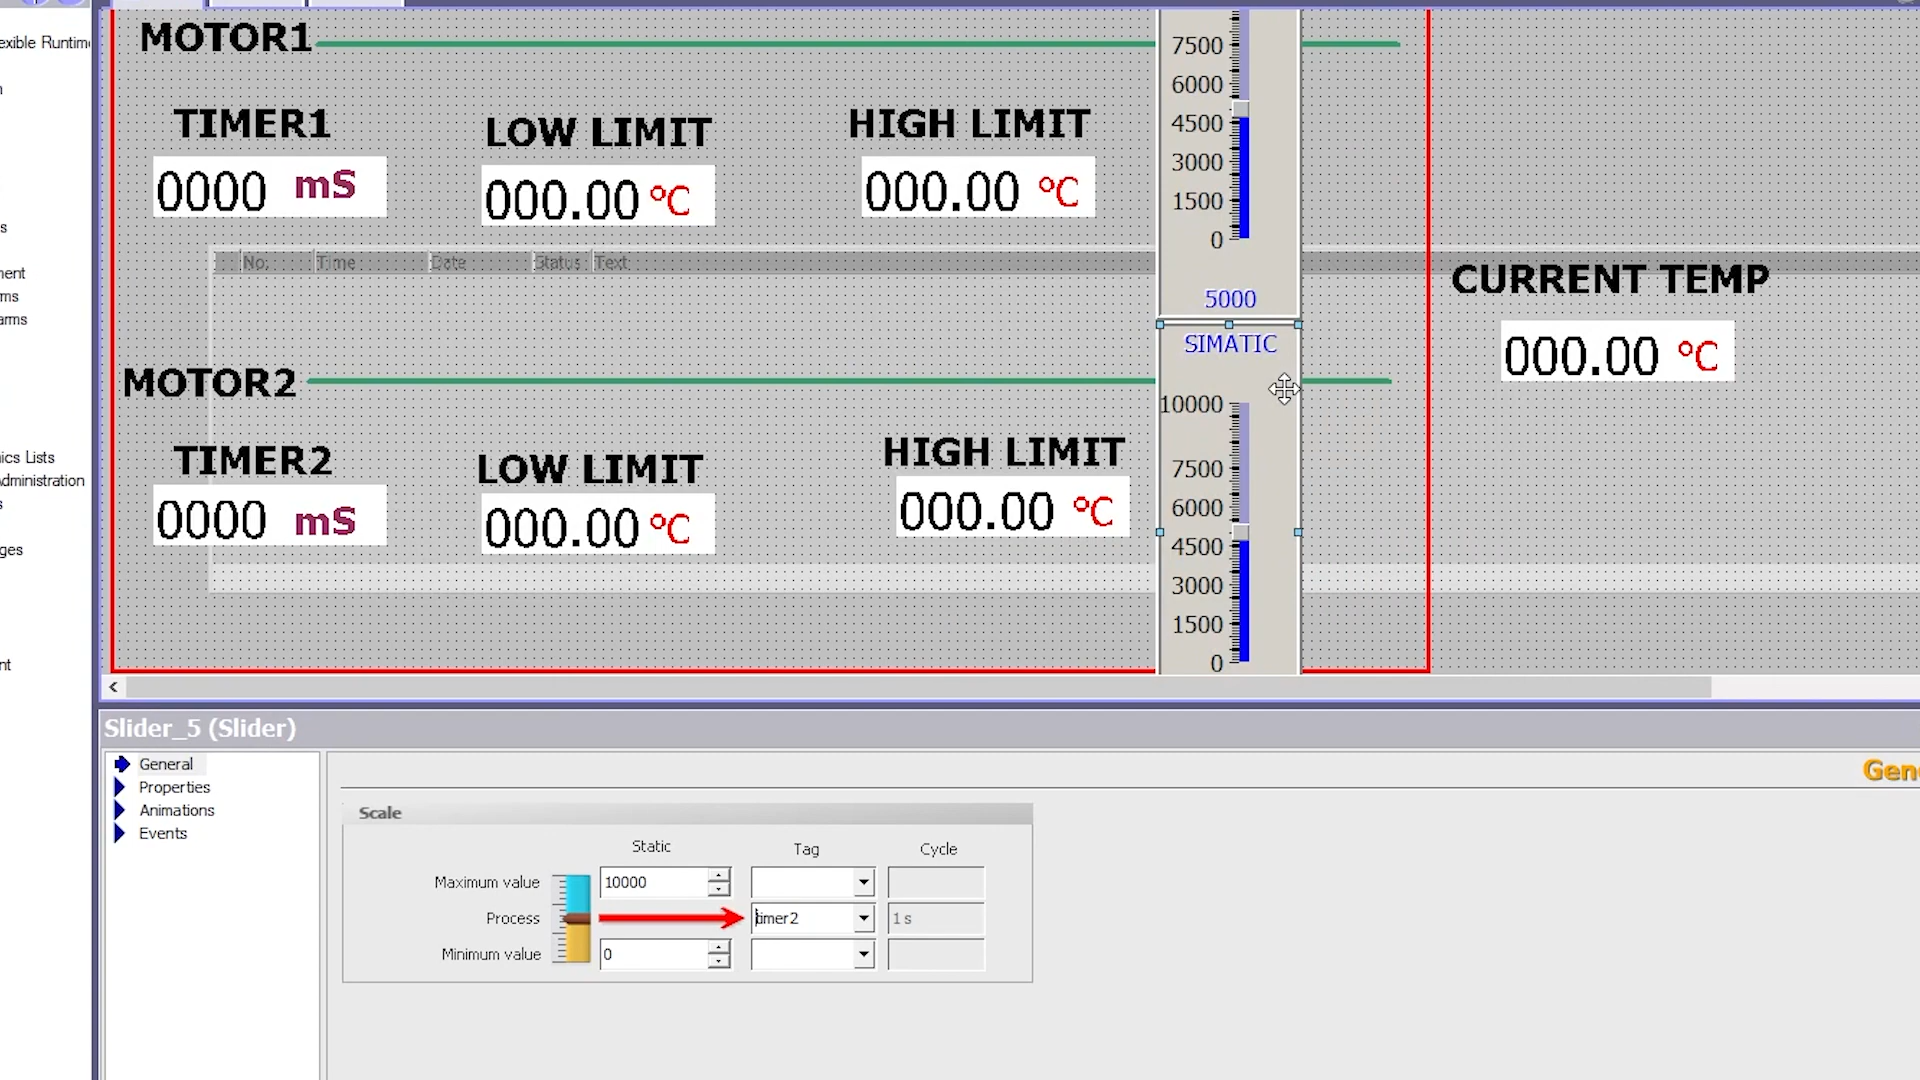 exible Runtim
MOTOR1
7500
6000
TIMER1
LOW LIMIT
HIGH LIMIT
4500
3000
0000 mS
000.00 °C
000.00 °C
1500
0
No.
Time
Date
Status
Text
CURRENT TEMP
5000
SIMATIC
000.00 °C
MOTOR2
10000
TIMER2
LOW LIMIT
HIGH LIMIT
7500
6000
0000 mS
000.00 °C
000.00 °C
4500
3000
1500
0
s
ment
ms
arms
ics Lists
Administration
s
ges
nt
Slider_5 (Slider)
General
Properties
Animations
Events
Gen
Scale
Static
Tag
Cycle
Maximum value
10000
Process
timer2
1 s
Minimum value
0